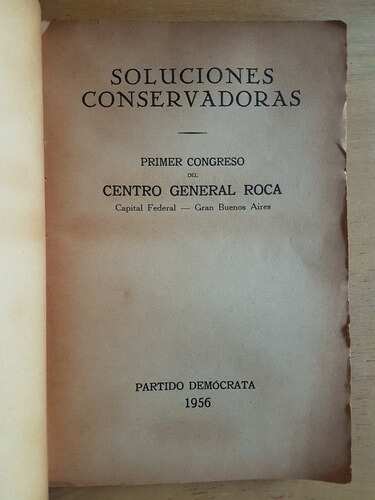 SOLUCIONES
CONSERVADORAS
PRIMER CONGRESO
DEL
CENTRO GENERAL ROCA
Capital Federal — Gran Buenos Aires
PARTIDO DEMÓCRATA
1956